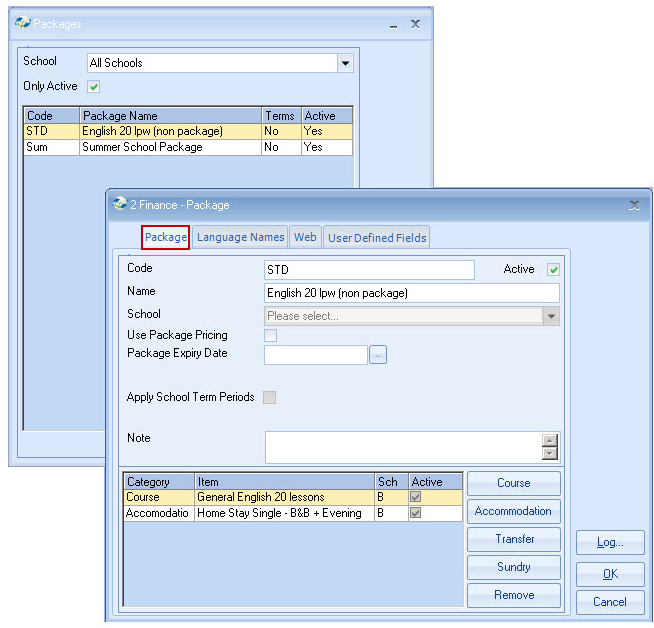 Packages
School All Schools
Only Active
Code Package Name Terms Active
STD English 20 lpw (non package) No Yes
Sum Summer School Package No Yes
2 Finance - Package
Package Language Names Web User Defined Fields
Code STD Active
Name English 20 lpw (non package)
School Please select...
Use Package Pricing
Package Expiry Date ...
Apply School Term Periods
Note
Category Item Sch Active
Course General English 20 lessons B
Accomodatio Home Stay Single - B&B + Evening B
Course
Accommodation
Transfer
Sundry
Remove
Log...
OK
Cancel